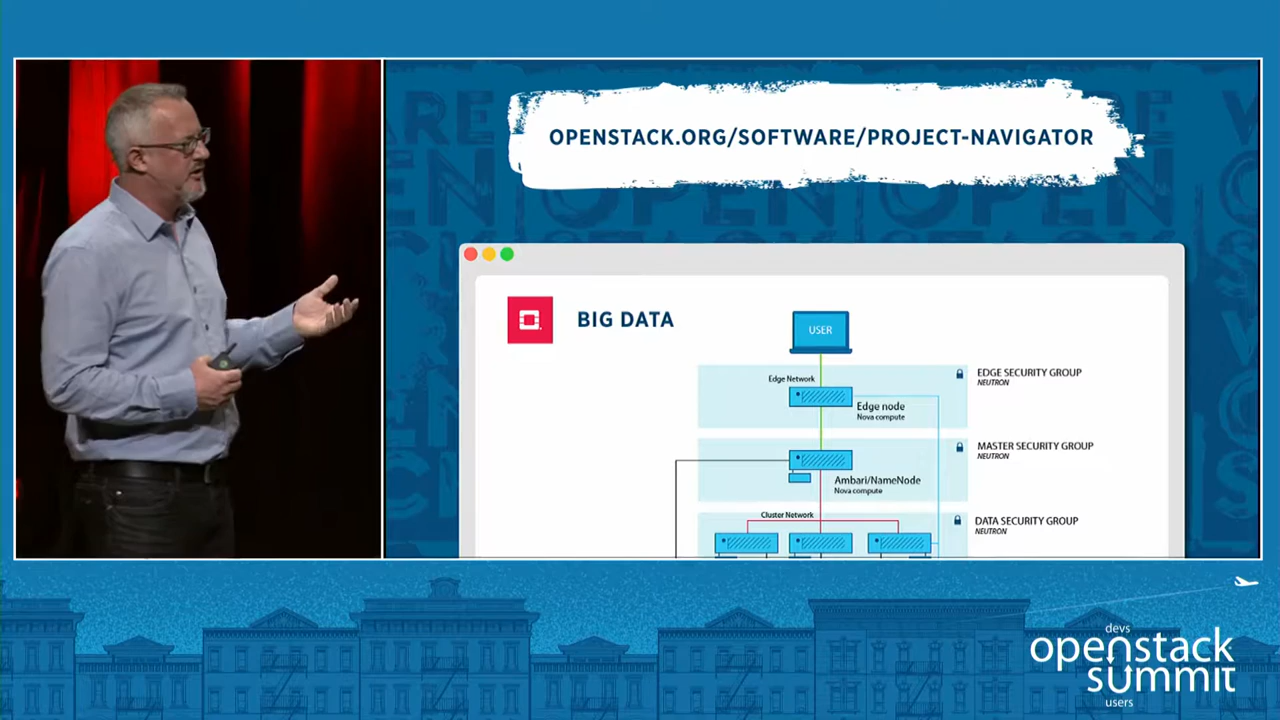 OPENSTACK.ORG/SOFTWARE/PROJECT-NAVIGATOR
BIG DATA
USER
Edge Network
EDGE SECURITY GROUP
NEUTRON
Edge node
Nova compute
MASTER SECURITY GROUP
NEUTRON
Ambari/NameNode
Nova compute
Cluster Network
DATA SECURITY GROUP
NEUTRON
devs
openstack
summit
users